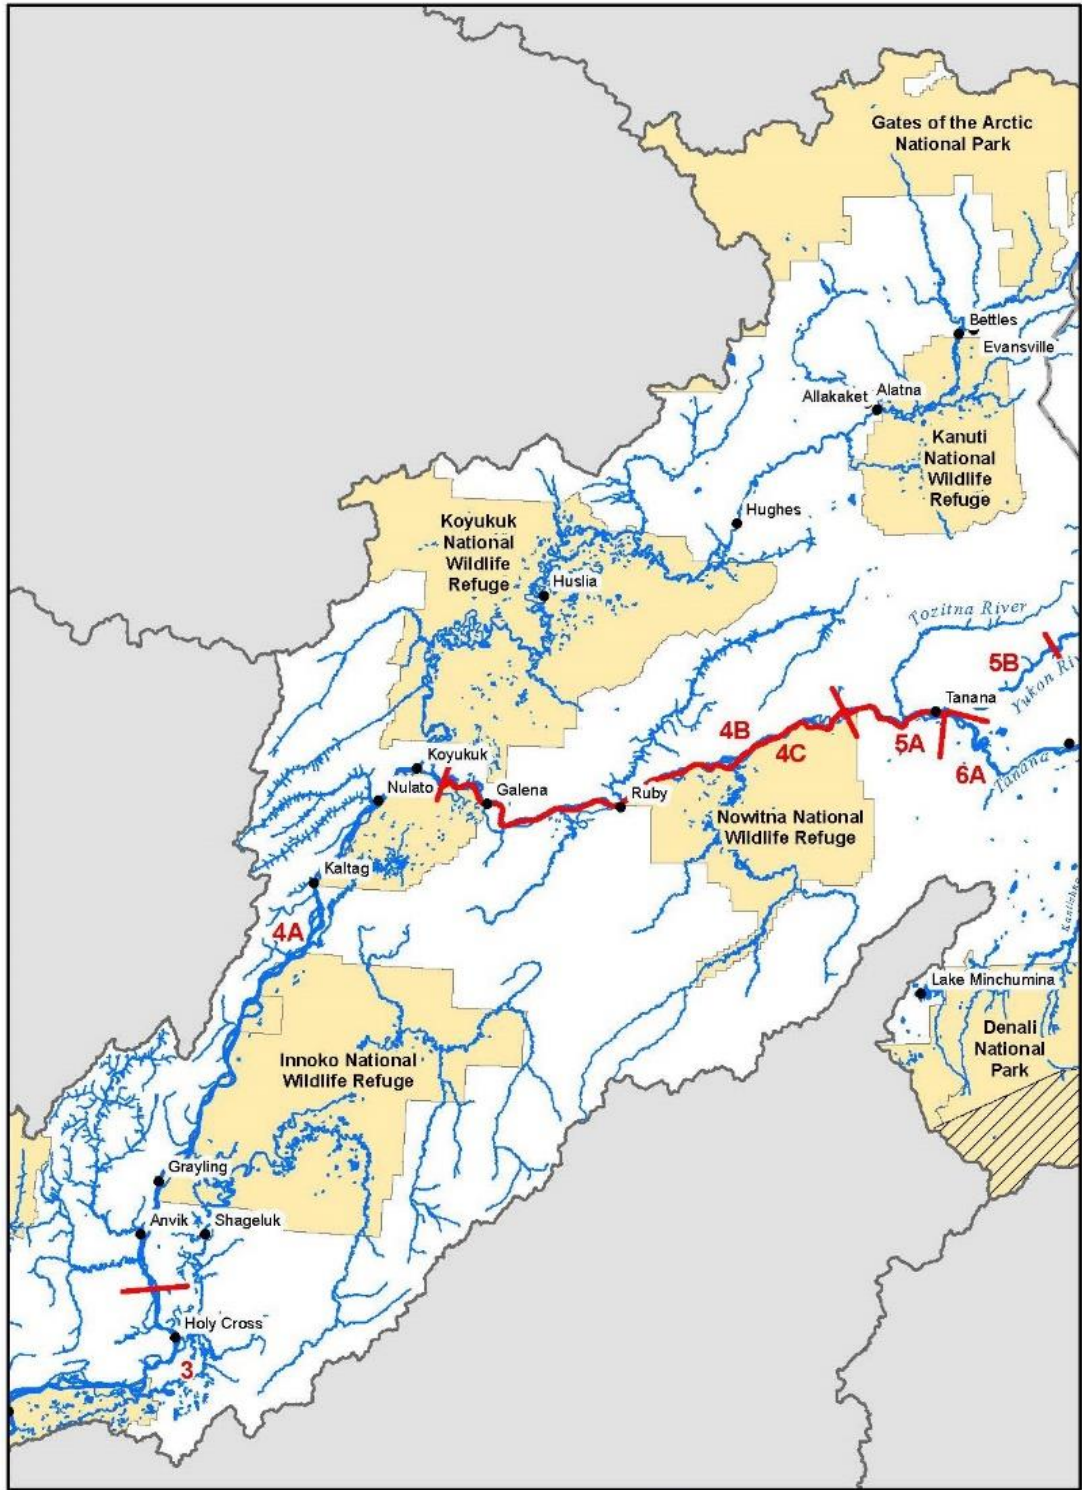 Gates of the Arctic
National Park
Bettles
Evansville
Alatna
Allakaket
Kanuti
National
Wildlife
Refuge
Hughes
Koyukuk
National
Wildlife
Refuge
Huslia
Tozitna River
5B
Yukon Riv
Tanana
4B
4C
5A
6A
Tanana
Koyukuk
Nulato
Galena
Ruby
Nowitna National
Wildlife Refuge
Kaltag
4A
Kantishna
Lake Minchumina
Denali
National
Park
Innoko National
Wildlife Refuge
Grayling
Anvik
Shageluk
Holy Cross
3